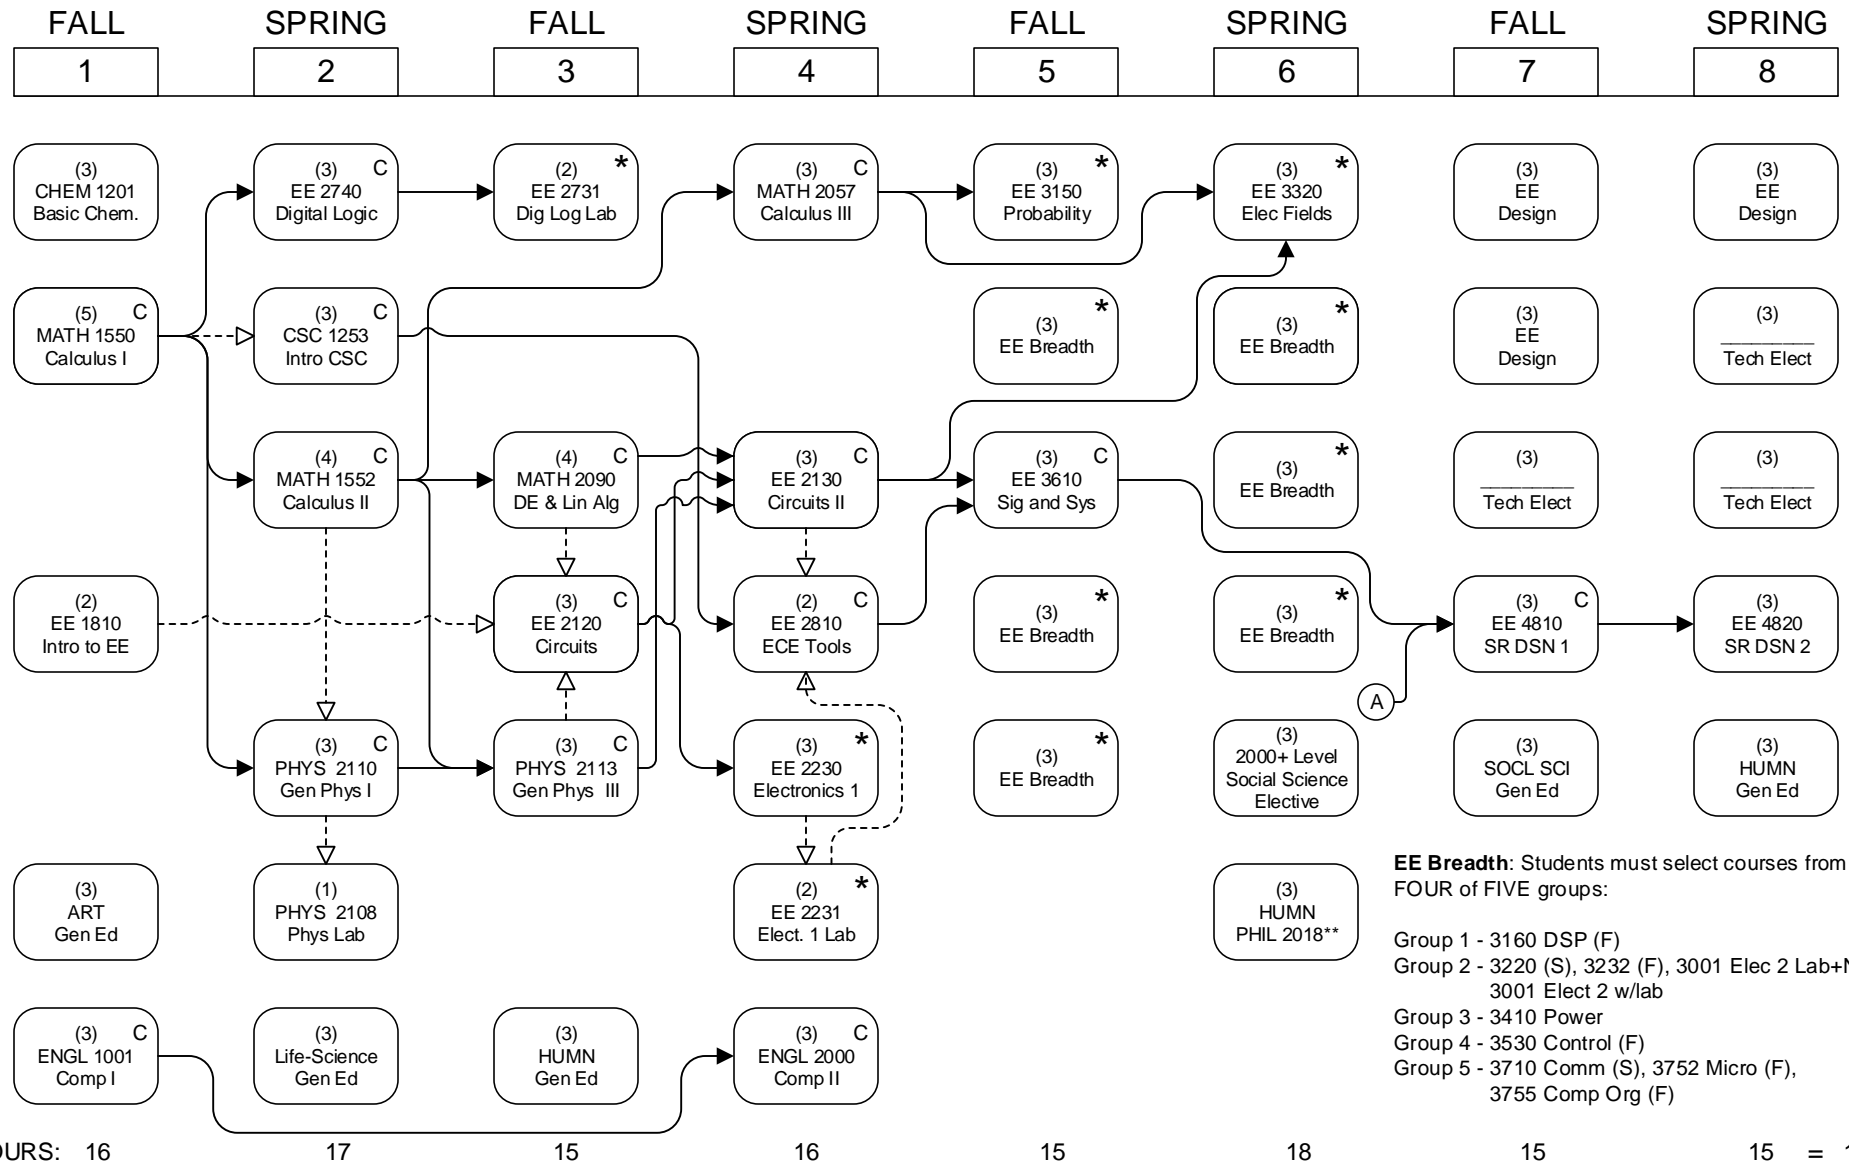 FALL
SPRING
FALL
SPRING
FALL
SPRING
FALL
SPRING
1
2
3
4
5
6
7
8
(3)
CHEM 1201
Basic Chem.
(3) C
EE 2740
Digital Logic
(2) *
EE 2731
Dig Log Lab
(3) C
MATH 2057
Calculus III
(3) *
EE 3150
Probability
(3) *
EE 3320
Elec Fields
(3)
EE
Design
(3)
EE
Design
(5) C
MATH 1550
Calculus I
(3) C
CSC 1253
Intro CSC
(3) *
EE Breadth
(3) *
EE Breadth
(3)
EE
Design
(3)
_________
Tech Elect
(4) C
MATH 1552
Calculus II
(4) C
MATH 2090
DE & Lin Alg
(3) C
EE 2130
Circuits II
(3) C
EE 3610
Sig and Sys
(3) *
EE Breadth
(3)
_________
Tech Elect
(3)
_________
Tech Elect
(2)
EE 1810
Intro to EE
(3) C
EE 2120
Circuits
(2) C
EE 2810
ECE Tools
(3) *
EE Breadth
(3) *
EE Breadth
(3) C
EE 4810
SR DSN 1
(3)
EE 4820
SR DSN 2
A
(3) C
PHYS 2110
Gen Phys I
(3) C
PHYS 2113
Gen Phys III
(3) *
EE 2230
Electronics 1
(3) *
EE Breadth
(3)
2000+ Level
Social Science
Elective
(3)
SOCL SCI
Gen Ed
(3)
HUMN
Gen Ed
(3)
ART
Gen Ed
(1)
PHYS 2108
Phys Lab
(2) *
EE 2231
Elect. 1 Lab
(3)
HUMN
PHIL 2018**
EE Breadth: Students must select courses from
FOUR of FIVE groups:
Group 1 - 3160 DSP (F)
Group 2 - 3220 (S), 3232 (F), 3001 Elec 2 Lab+
3001 Elect 2 w/lab
Group 3 - 3410 Power
Group 4 - 3530 Control (F)
Group 5 - 3710 Comm (S), 3752 Micro (F),
3755 Comp Org (F)
(3) C
ENGL 1001
Comp I
(3)
Life-Science
Gen Ed
(3)
HUMN
Gen Ed
(3) C
ENGL 2000
Comp II
OURS: 16 17 15 16 15 18 15 15 =